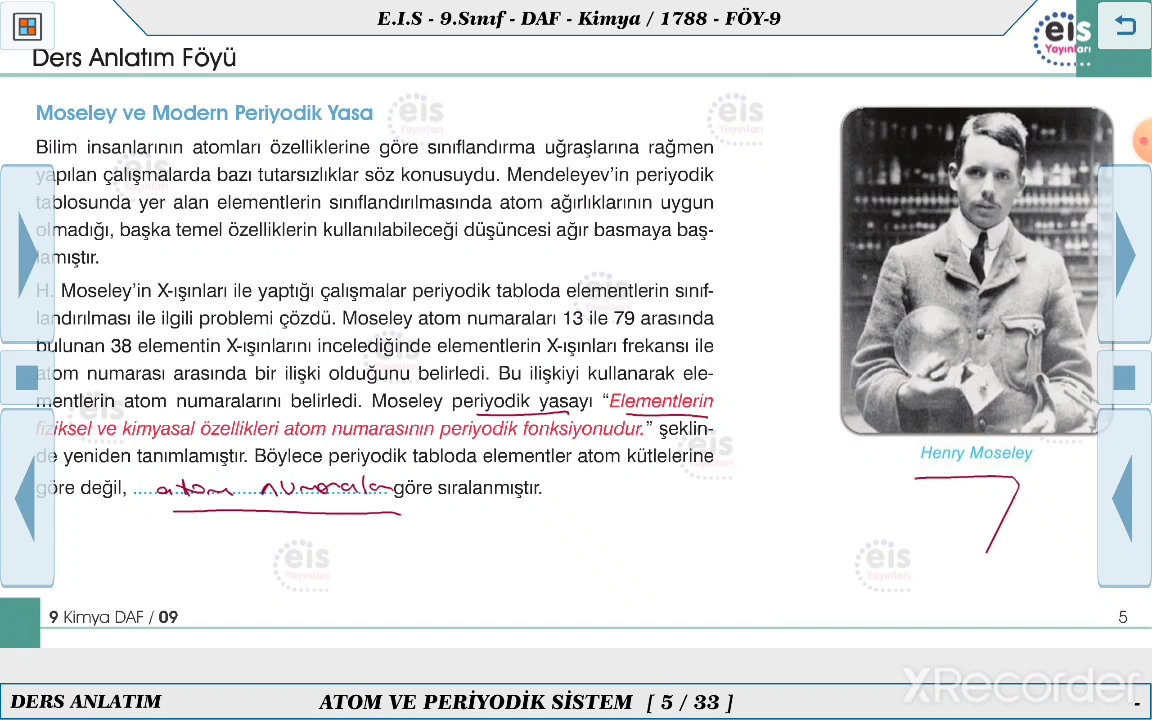 E.I.S - 9.Sınıf - DAF - Kimya / 1788 - FÖY-9
eis
Yayınları
Ders Anlatım Föyü
Moseley ve Modern Periyodik Yasa
Bilim insanlarının atomları özelliklerine göre sınıflandırma uğraşlarına rağmen
yapılan çalışmalarda bazı tutarsızlıklar söz konusuydu. Mendeleyev’in periyodik
tablosunda yer alan elementlerin sınıflandırılmasında atom ağırlıklarının uygun
olmadığı, başka temel özelliklerin kullanılabileceği düşüncesi ağır basmaya baş-
lamıştır.
H. Moseley’in X-ışınları ile yaptığı çalışmalar periyodik tabloda elementlerin sınıf-
landırılması ile ilgili problemi çözdü. Moseley atom numaraları 13 ile 79 arasında
bulunan 38 elementin X-ışınlarını incelediğinde elementlerin X-ışınları frekansı ile
atom numarası arasında bir ilişki olduğunu belirledi. Bu ilişkiyi kullanarak ele-
mentlerin atom numaralarını belirledi. Moseley periyodik yasayı “Elementlerin
fiziksel ve kimyasal özellikleri atom numarasının periyodik fonksiyonudur.” şeklin-
de yeniden tanımlamıştır. Böylece periyodik tabloda elementler atom kütlelerine
göre değil, atom numarala göre sıralanmıştır.
Henry Moseley
9 Kimya DAF / 09
5
XRecorder
DERS ANLATIM
ATOM VE PERİYODİK SİSTEM [ 5 / 33 ]
-